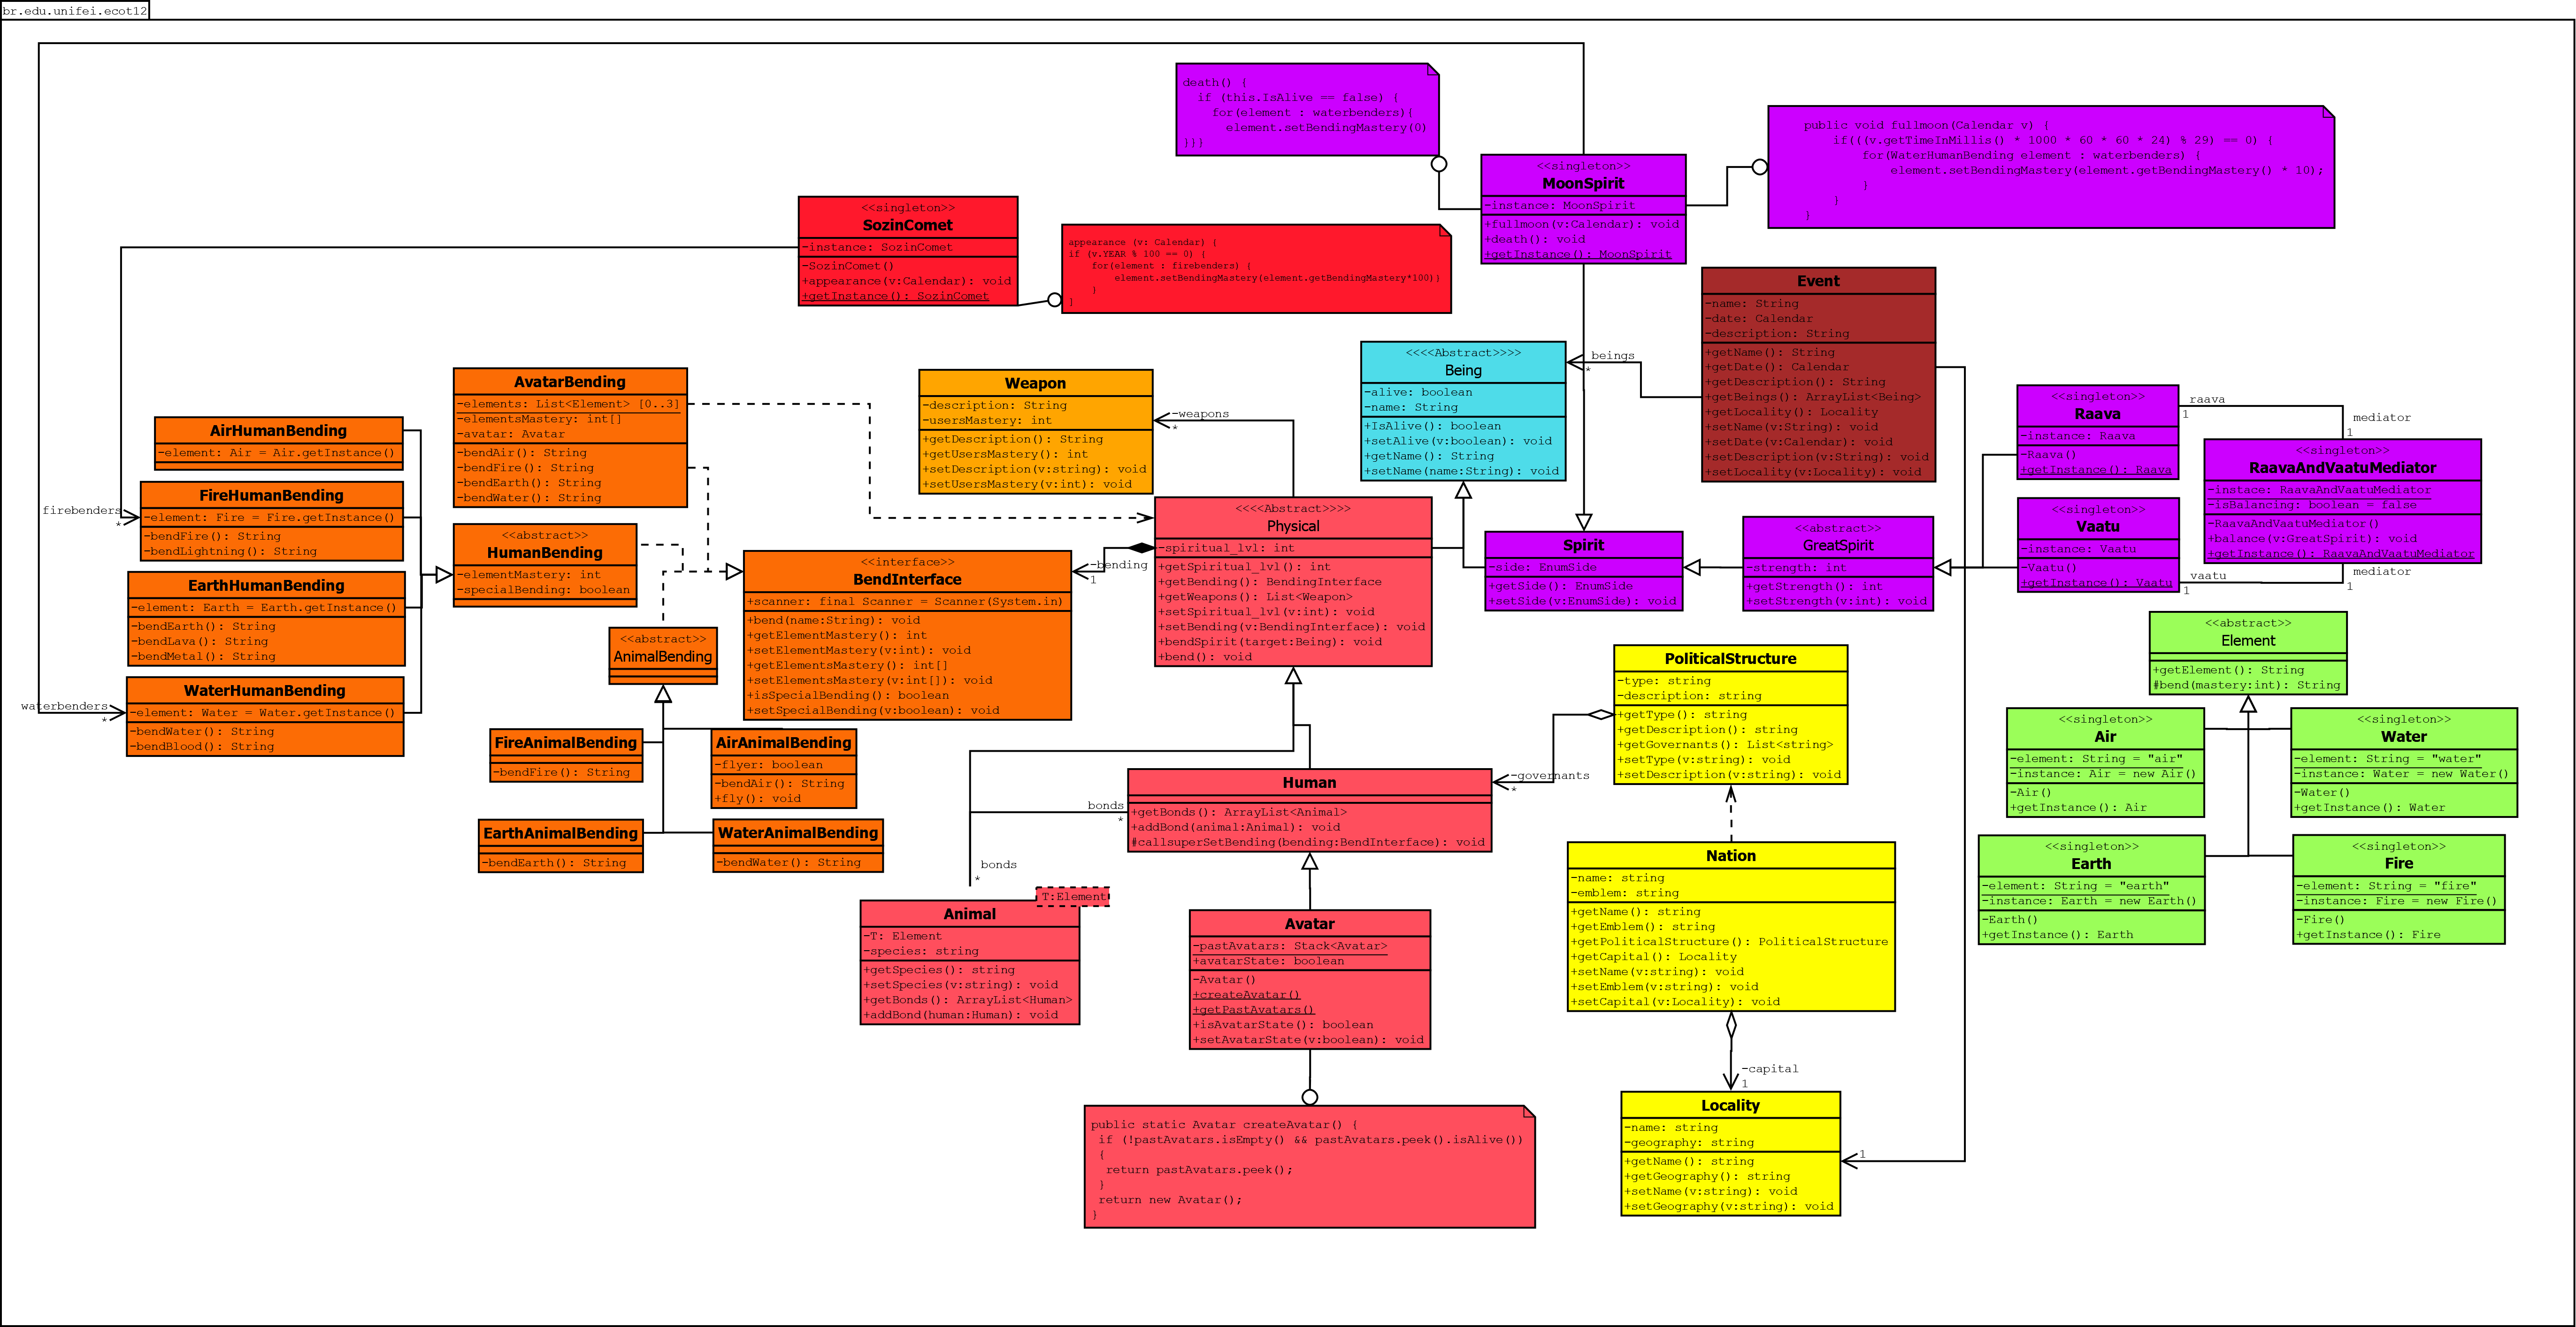 br.edu.unifei.ecot12
death() {
if (this.IsAlive == false) {
for(element : waterbenders){
element.setBendingMastery(0)
}}}
public void fullmoon(Calendar v) {
if(((v.getTimeInMillis() * 1000 * 60 * 60 * 24) % 29) == 0) {
for(WaterHumanBending element : waterbenders) {
element.setBendingMastery(element.getBendingMastery() * 10);
}
}
}
<<singleton>>
MoonSpirit
-instance: MoonSpirit
+fullmoon(v:Calendar): void
+death(): void
+getInstance(): MoonSpirit
<<singleton>>
SozinComet
-instance: SozinComet
-SozinComet()
+appearance(v:Calendar): void
+getInstance(): SozinComet
appearance (v: Calendar) {
if (v.YEAR % 100 == 0) {
for(element : firebenders) {
element.setBendingMastery(element.getBendingMastery*100))
}
]
Event
-name: String
-date: Calendar
-description: String
+getName(): String
+getDate(): Calendar
+getDescription(): String
+getBeings(): ArrayList<Being>
+getLocality(): Locality
+setName(v:String): void
+setDate(v:Calendar): void
+setDescription(v:String): void
+setLocality(v:Locality): void
<<<<Abstract>>>>
Being
-alive: boolean
-name: String
+IsAlive(): boolean
+setAlive(v:boolean): void
+getName(): String
+setName(name:String): void
beings
*
AvatarBending
-elements: List<Element> [0..3]
-elementsMastery: int[]
-avatar: Avatar
-bendAir(): String
-bendFire(): String
-bendEarth(): String
-bendWater(): String
Weapon
-description: String
-usersMastery: int
+getDescription(): String
+getUsersMastery(): int
+setDescription(v:string): void
+setUsersMastery(v:int): void
-weapons
*
<<singleton>>
Raava
-instance: Raava
-Raava()
+getInstance(): Raava
raava
1
mediator
1
<<singleton>>
RaavaAndVaatuMediator
-instace: RaavaAndVaatuMediator
-isBalancing: boolean = false
-RaavaAndVaatuMediator()
+balance(v:GreatSpirit): void
+getInstance(): RaavaAndVaatuMediator
<<singleton>>
Vaatu
-instance: Vaatu
-Vaatu()
+getInstance(): Vaatu
vaatu
1
mediator
1
AirHumanBending
-element: Air = Air.getInstance()
FireHumanBending
-element: Fire = Fire.getInstance()
-bendFire(): String
-bendLightning(): String
firebenders
*
EarthHumanBending
-element: Earth = Earth.getInstance()
-bendEarth(): String
-bendLava(): String
-bendMetal(): String
WaterHumanBending
-element: Water = Water.getInstance()
-bendWater(): String
-bendBlood(): String
waterbenders
*
<<abstract>>
HumanBending
-elementMastery: int
-specialBending: boolean
<<interface>>
BendInterface
+scanner: final Scanner = Scanner(System.in)
+bend(name:String): void
+getElementMastery(): int
+setElementMastery(v:int): void
+getElementsMastery(): int[]
+setElementsMastery(v:int[]): void
+isSpecialBending(): boolean
+setSpecialBending(v:boolean): void
-bending
1
<<<<Abstract>>>>
Physical
-spiritual_lvl: int
+getSpiritual_lvl(): int
+getBending(): BendingInterface
+getWeapons(): List<Weapon>
+setSpiritual_lvl(v:int): void
+setBending(v:BendingInterface): void
+bendSpirit(target:Being): void
+bend(): void
Spirit
-side: EnumSide
+getSide(): EnumSide
+setSide(v:EnumSide): void
<<abstract>>
GreatSpirit
-strength: int
+getStrength(): int
+setStrength(v:int): void
<<abstract>>
AnimalBending
FireAnimalBending
-bendFire(): String
AirAnimalBending
-flyer: boolean
-bendAir(): String
+fly(): void
EarthAnimalBending
-bendEarth(): String
WaterAnimalBending
-bendWater(): String
PoliticalStructure
-type: string
-description: string
+getType(): string
+getDescription(): string
+getGovernants(): List<string>
+setType(v:string): void
+setDescription(v:string): void
-governants
*
<<abstract>>
Element
+getElement(): String
#bend(mastery:int): String
<<singleton>>
Air
-element: String = "air"
-instance: Air = new Air()
-Air()
+getInstance(): Air
<<singleton>>
Water
-element: String = "water"
-instance: Water = new Water()
-Water()
+getInstance(): Water
<<singleton>>
Earth
-element: String = "earth"
-instance: Earth = new Earth()
-Earth()
+getInstance(): Earth
<<singleton>>
Fire
-element: String = "fire"
-instance: Fire = new Fire()
-Fire()
+getInstance(): Fire
Human
+getBonds(): ArrayList<Animal>
+addBond(animal:Animal): void
#callsuperSetBending(bending:BendInterface): void
bonds
*
bonds
*
T:Element
Animal
-T: Element
-species: string
+getSpecies(): string
+setSpecies(v:string): void
+getBonds(): ArrayList<Human>
+addBond(human:Human): void
Avatar
-pastAvatars: Stack<Avatar>
+avatarState: boolean
-Avatar()
+createAvatar()
+getPastAvatars()
+isAvatarState(): boolean
+setAvatarState(v:boolean): void
Nation
-name: string
-emblem: string
+getName(): string
+getEmblem(): string
+getPoliticalStructure(): PoliticalStructure
+getCapital(): Locality
+setName(v:string): void
+setEmblem(v:string): void
+setCapital(v:Locality): void
-capital
1
Locality
-name: string
-geography: string
+getName(): string
+getGeography(): string
+setName(v:string): void
+setGeography(v:string): void
1
public static Avatar createAvatar() {
if (!pastAvatars.isEmpty() && pastAvatars.peek().isAlive())
{
return pastAvatars.peek();
}
return new Avatar();
}